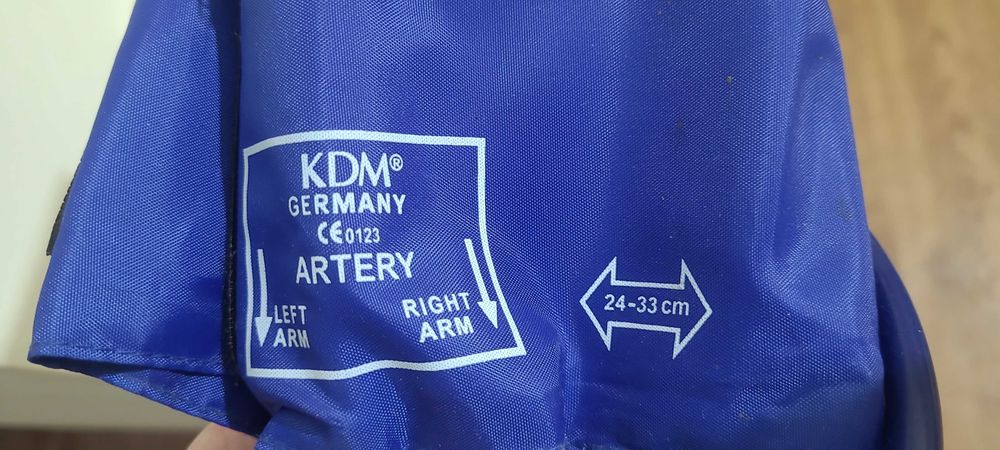 KDM®
GERMANY
CE0123
ARTERY
LEFT
ARM
RIGHT
ARM
24-33 cm